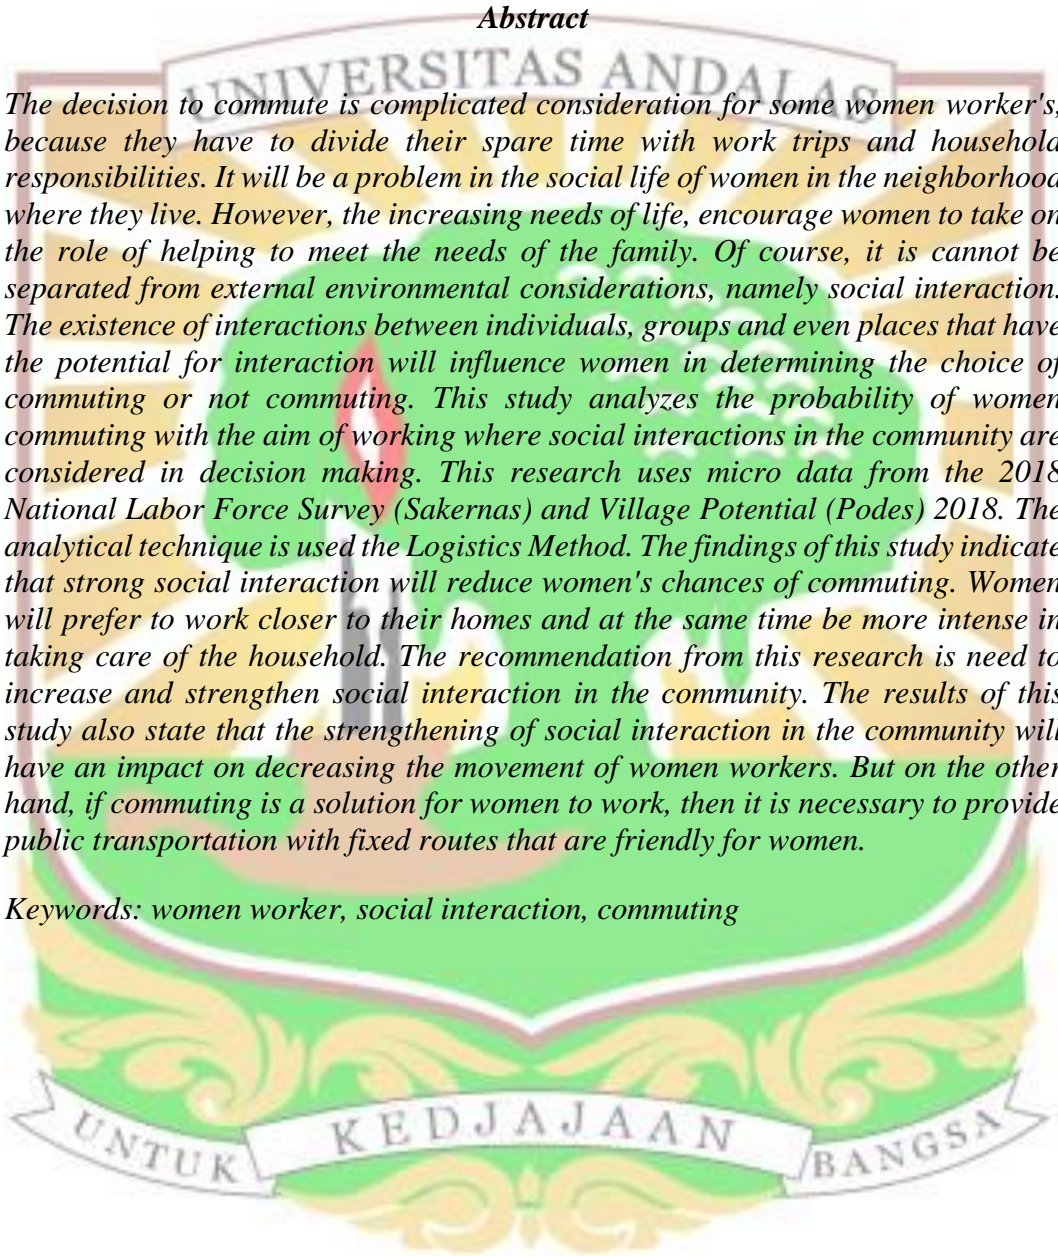 Abstract
UNIVERSITAS ANDALAS
The decision to commute is complicated consideration for some women worker's,
because they have to divide their spare time with work trips and household
responsibilities. It will be a problem in the social life of women in the neighborhood
where they live. However, the increasing needs of life, encourage women to take on
the role of helping to meet the needs of the family. Of course, it is cannot be
separated from external environmental considerations, namely social interaction.
The existence of interactions between individuals, groups and even places that have
the potential for interaction will influence women in determining the choice of
commuting or not commuting. This study analyzes the probability of women
commuting with the aim of working where social interactions in the community are
considered in decision making. This research uses micro data from the 2018
National Labor Force Survey (Sakernas) and Village Potential (Podes) 2018. The
analytical technique is used the Logistics Method. The findings of this study indicate
that strong social interaction will reduce women's chances of commuting. Women
will prefer to work closer to their homes and at the same time be more intense in
taking care of the household. The recommendation from this research is need to
increase and strengthen social interaction in the community. The results of this
study also state that the strengthening of social interaction in the community will
have an impact on decreasing the movement of women workers. But on the other
hand, if commuting is a solution for women to work, then it is necessary to provide
public transportation with fixed routes that are friendly for women.
Keywords: women worker, social interaction, commuting
UNTUK KEDJAJAAN BANGSA